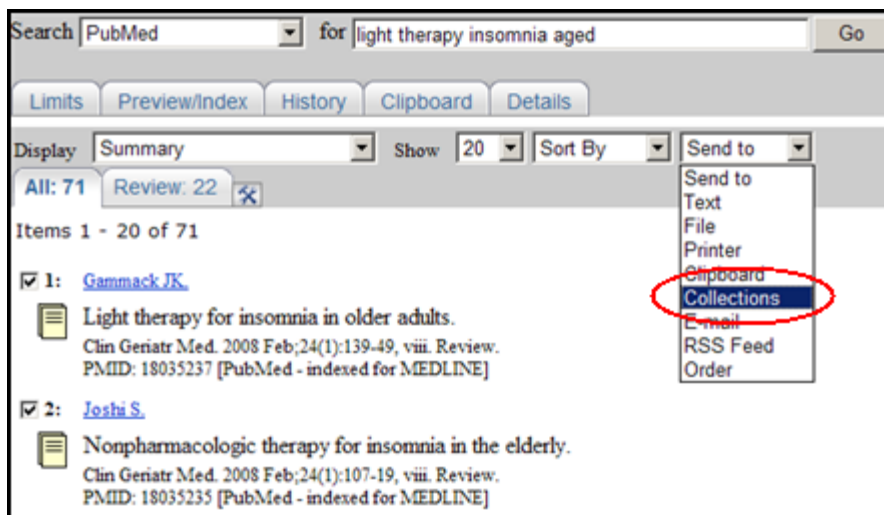 Search PubMed for light therapy insomnia aged Go
Limits Preview/Index History Clipboard Details
Display Summary Show 20 Sort By Send to
All: 71 Review: 22
Send to
Text
File
Printer
Clipboard
Collections
E-mail
RSS Feed
Order
Items 1 - 20 of 71
1: Gammack JK.
Light therapy for insomnia in older adults.
Clin Geriatr Med. 2008 Feb;24(1):139-49, viii. Review.
PMID: 18035237 [PubMed - indexed for MEDLINE]
2: Joshi S.
Nonpharmacologic therapy for insomnia in the elderly.
Clin Geriatr Med. 2008 Feb;24(1):107-19, viii. Review.
PMID: 18035235 [PubMed - indexed for MEDLINE]